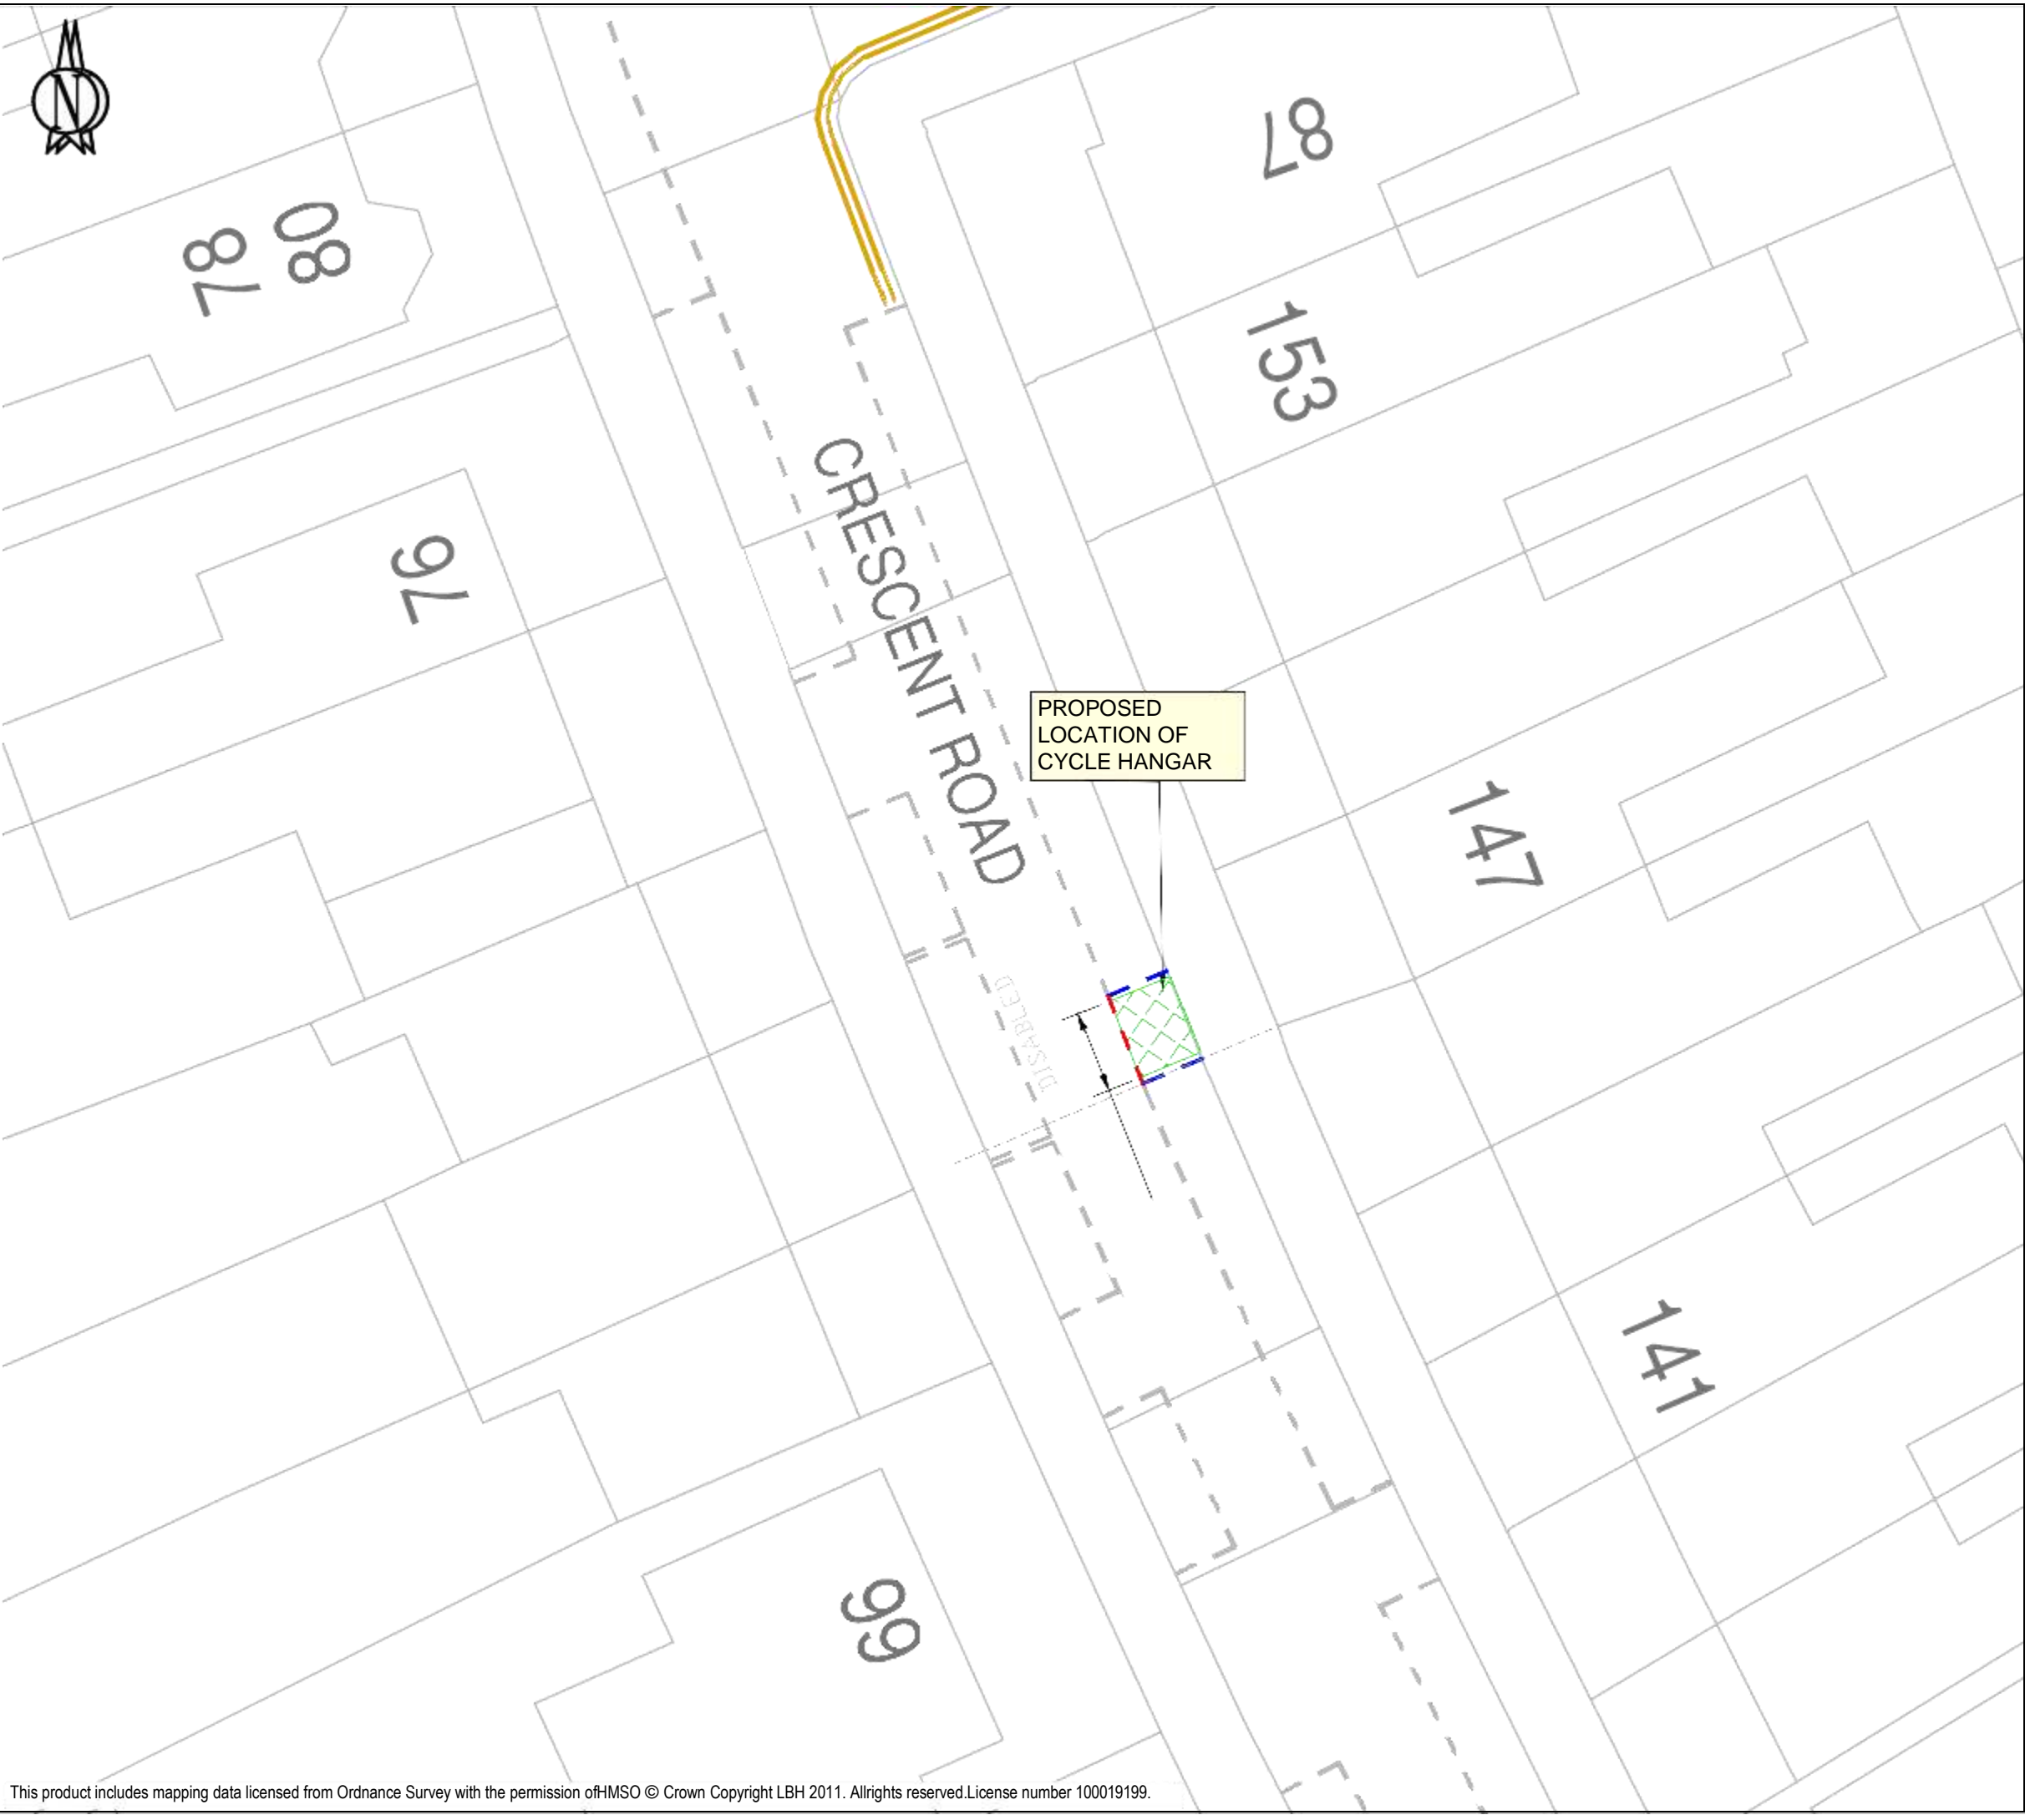 N
87
80
78
153
CRESCENT ROAD
76
PROPOSED
LOCATION OF
CYCLE HANGAR
147
DISABLED
141
66
This product includes mapping data licensed from Ordnance Survey with the permission ofHMSO © Crown Copyright LBH 2011. Allrights reserved.License number 100019199.